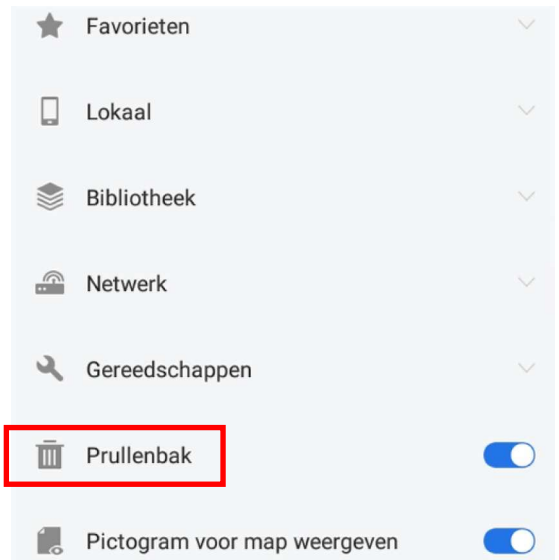 Favorieten
Lokaal
Bibliotheek
Netwerk
Gereedschappen
Prullenbak
Pictogram voor map weergeven